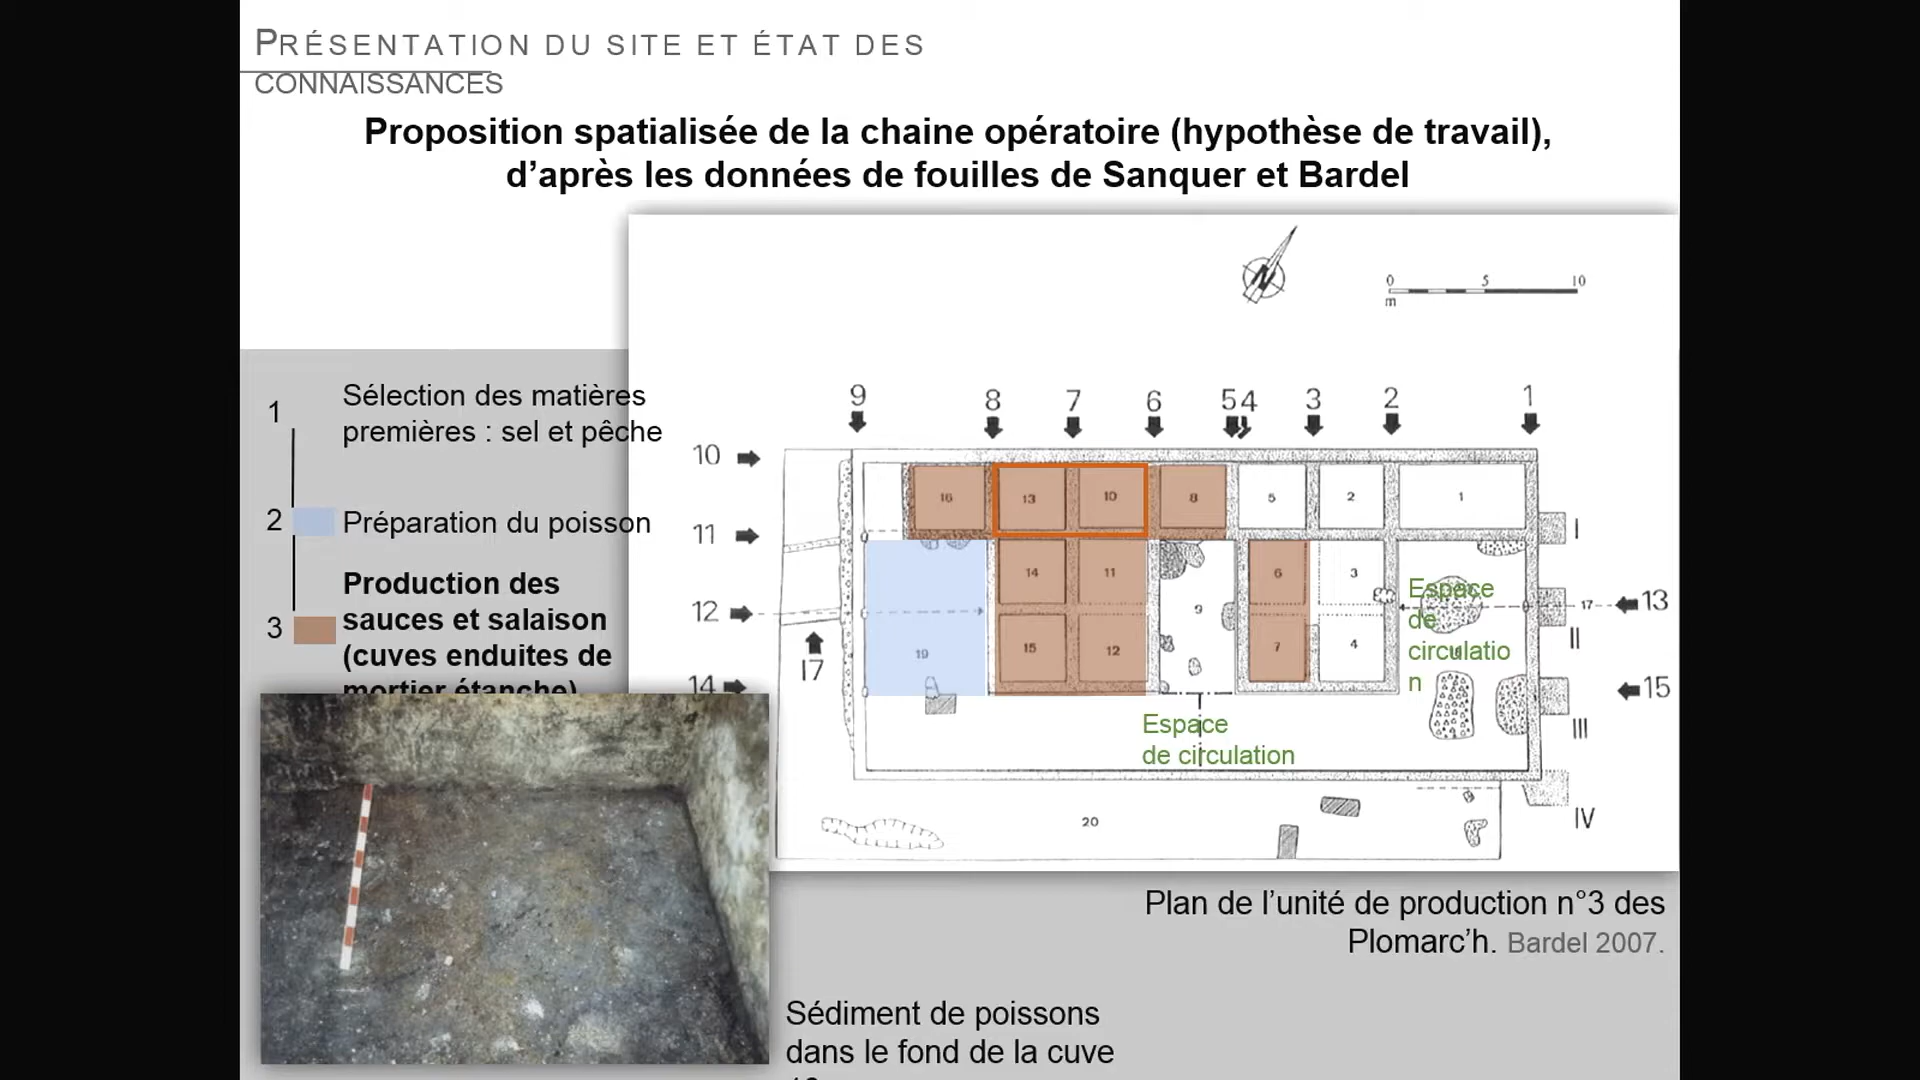 PRÉSENTATION DU SITE ET ÉTAT DES
CONNAISSANCES
Proposition spatialisée de la chaine opératoire (hypothèse de travail),
d’après les données de fouilles de Sanquer et Bardel
N
0 5 10
m
1
Sélection des matières
premières : sel et pêche
2
Préparation du poisson
3
Production des
sauces et salaison
(cuves enduites de
mortier étanche)
9 8 7 6 5 4 3 2 1
10
11
12
14
17
16 13 10 8 5 2 1
14 11 6 3
9
15 12 7 4
19
17
13
15
I
II
III
IV
Espace
de
circulatio
n
Espace
de circulation
20
Plan de l’unité de production n°3 des
Plomarc’h. Bardel 2007.
Sédiment de poissons
dans le fond de la cuve